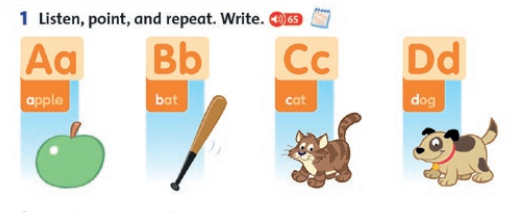 1 Listen, point, and repeat. Write. 65
Aa Bb Cc Dd
apple bat cat dog